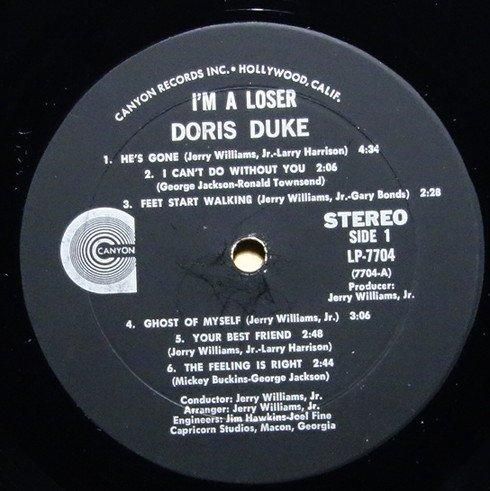 CANYON RECORDS INC. • HOLLYWOOD, CALIF.
I'M A LOSER
DORIS DUKE
1. HE'S GONE (Jerry Williams, Jr.-Larry Harrison) 4:34
2. I CAN'T DO WITHOUT YOU 2:06
(George Jackson-Ronald Townsend)
3. FEET START WALKING (Jerry Williams, Jr.-Gary Bonds) 2:28
CANYON
STEREO
SIDE 1
LP-7704
(7704-A)
Producer:
Jerry Williams, Jr.
4. GHOST OF MYSELF (Jerry Williams, Jr.) 3:06
5. YOUR BEST FRIEND 2:48
(Jerry Williams, Jr.-Larry Harrison)
6. THE FEELING IS RIGHT 2:44
(Mickey Buckins-George Jackson)
Conductor: Jerry Williams, Jr.
Arranger: Jerry Williams, Jr.
Engineers: Jim Hawkins-Joel Fine
Capricorn Studios, Macon, Georgia